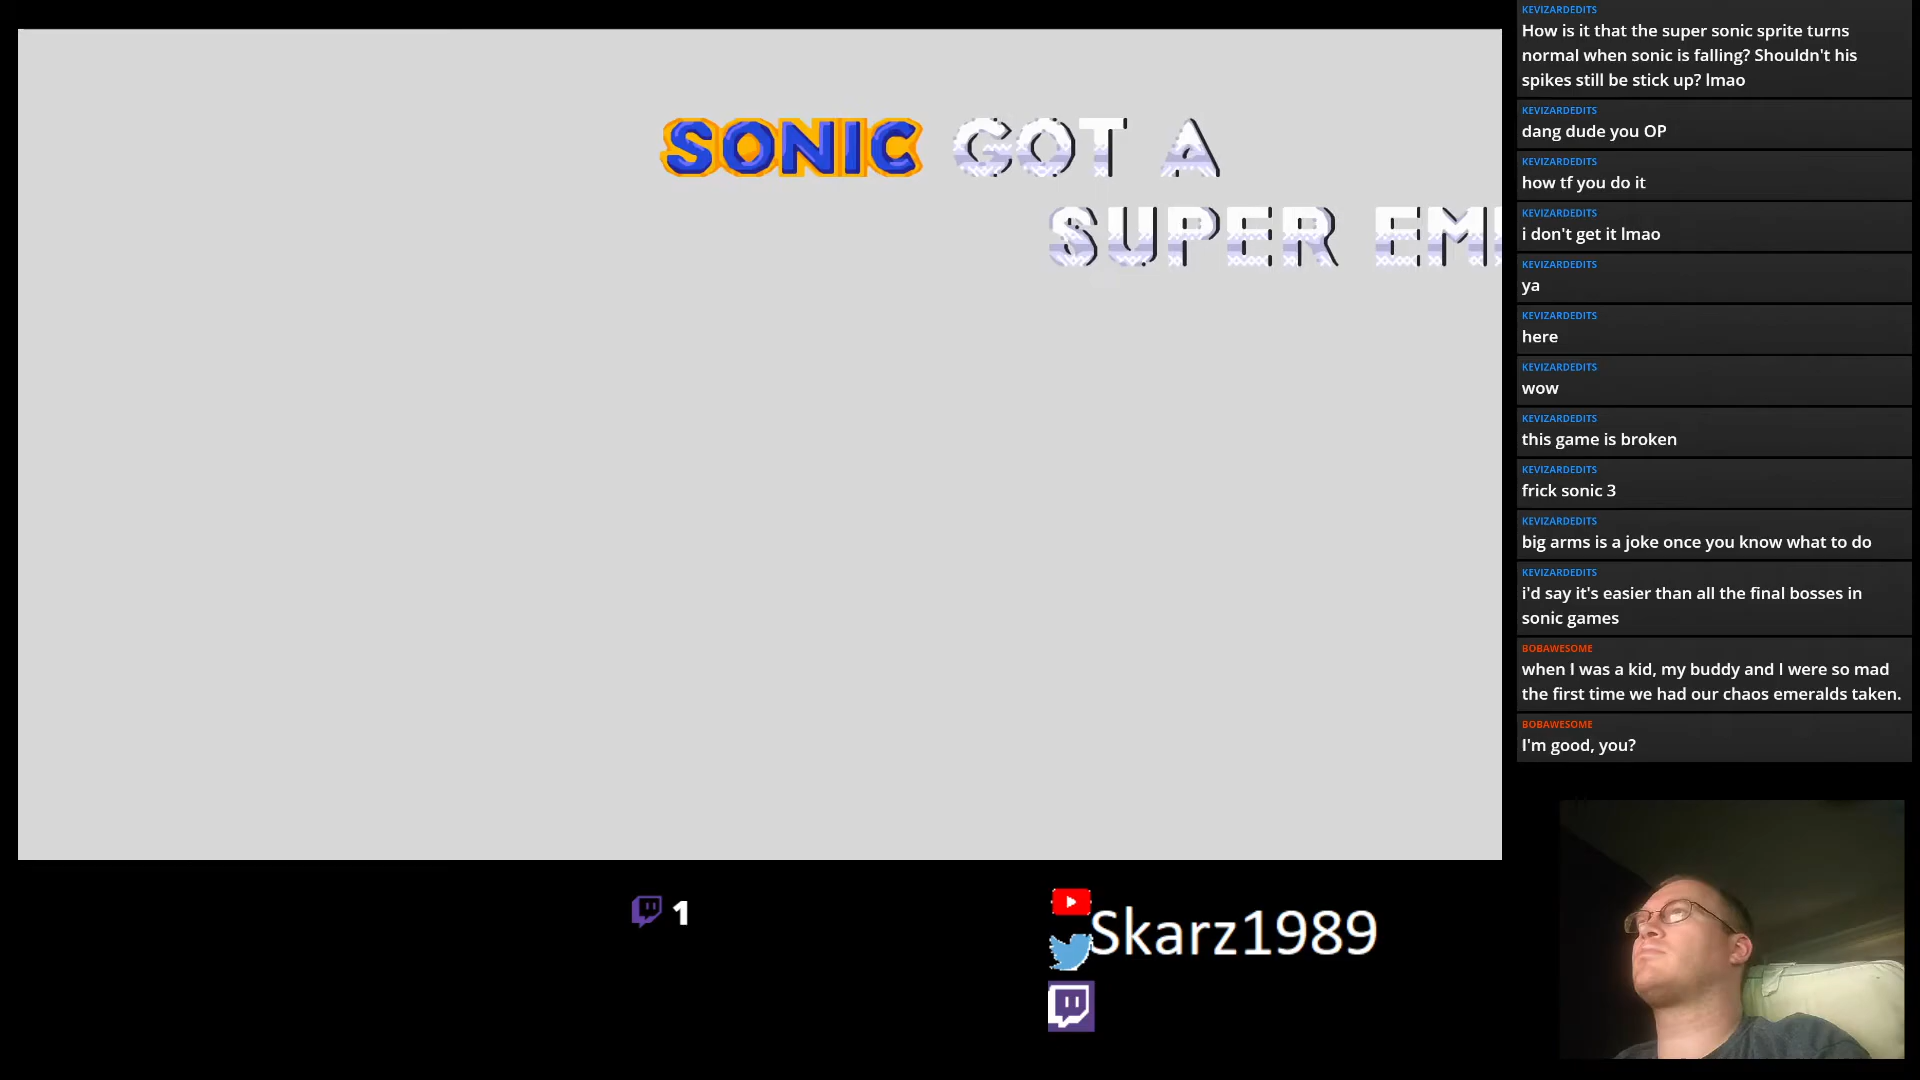 SONIC GOT A
SUPER EM
KEVIZARDEDITS
How is it that the super sonic sprite turns
normal when sonic is falling? Shouldn't his
spikes still be stick up? lmao
KEVIZARDEDITS
dang dude you OP
KEVIZARDEDITS
how tf you do it
KEVIZARDEDITS
i don't get it lmao
KEVIZARDEDITS
ya
KEVIZARDEDITS
here
KEVIZARDEDITS
wow
KEVIZARDEDITS
this game is broken
KEVIZARDEDITS
frick sonic 3
KEVIZARDEDITS
big arms is a joke once you know what to do
KEVIZARDEDITS
i'd say it's easier than all the final bosses in
sonic games
BOBAWESOME
when I was a kid, my buddy and I were so mad
the first time we had our chaos emeralds taken.
BOBAWESOME
I'm good, you?
1
Skarz1989